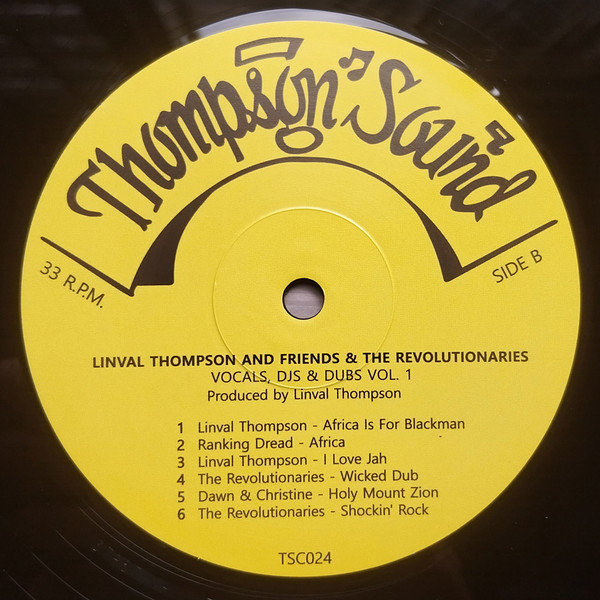 Thompson Sound
33 R.P.M.
SIDE B
LINVAL THOMPSON AND FRIENDS & THE REVOLUTIONARIES
VOCALS, DJS & DUBS VOL. 1
Produced by Linval Thompson
1 Linval Thompson - Africa Is For Blackman
2 Ranking Dread - Africa
3 Linval Thompson - I Love Jah
4 The Revolutionaries - Wicked Dub
5 Dawn & Christine - Holy Mount Zion
6 The Revolutionaries - Shockin' Rock
TSC024